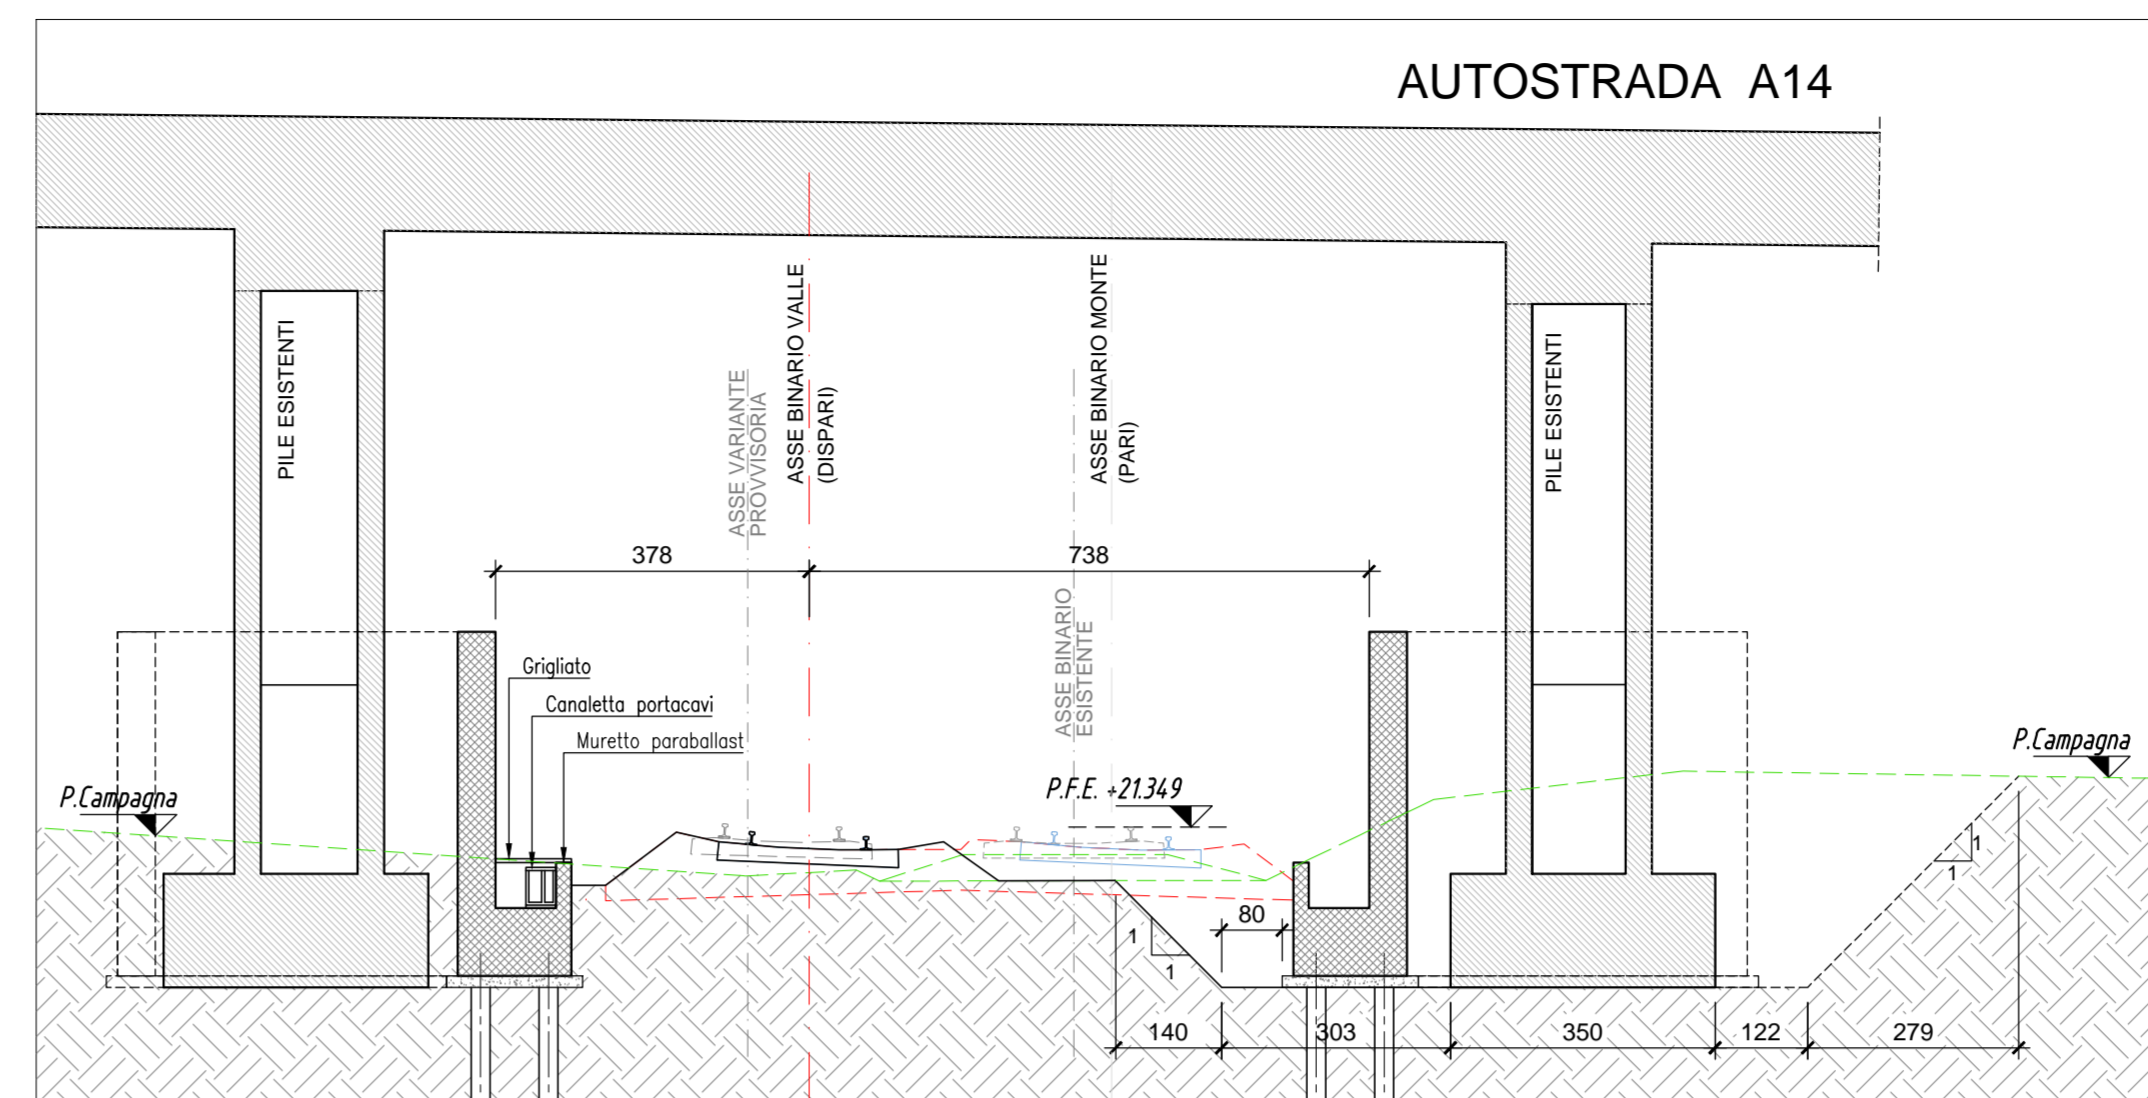 AUTOSTRADA A14
PILE ESISTENTI
ASSE VARIANTE
PROVVISORIA
ASSE BINARIO VALLE
(DISPARI)
ASSE BINARIO MONTE
(PARI)
PILE ESISTENTI
378
738
ASSE BINARIO
ESISTENTE
Grigliato
Canaletta portacavi
Muretto paraballast
P.Campagna
P.F.E. +21.349
P.Campagna
80
1
1
1
1
140
303
350
122
279